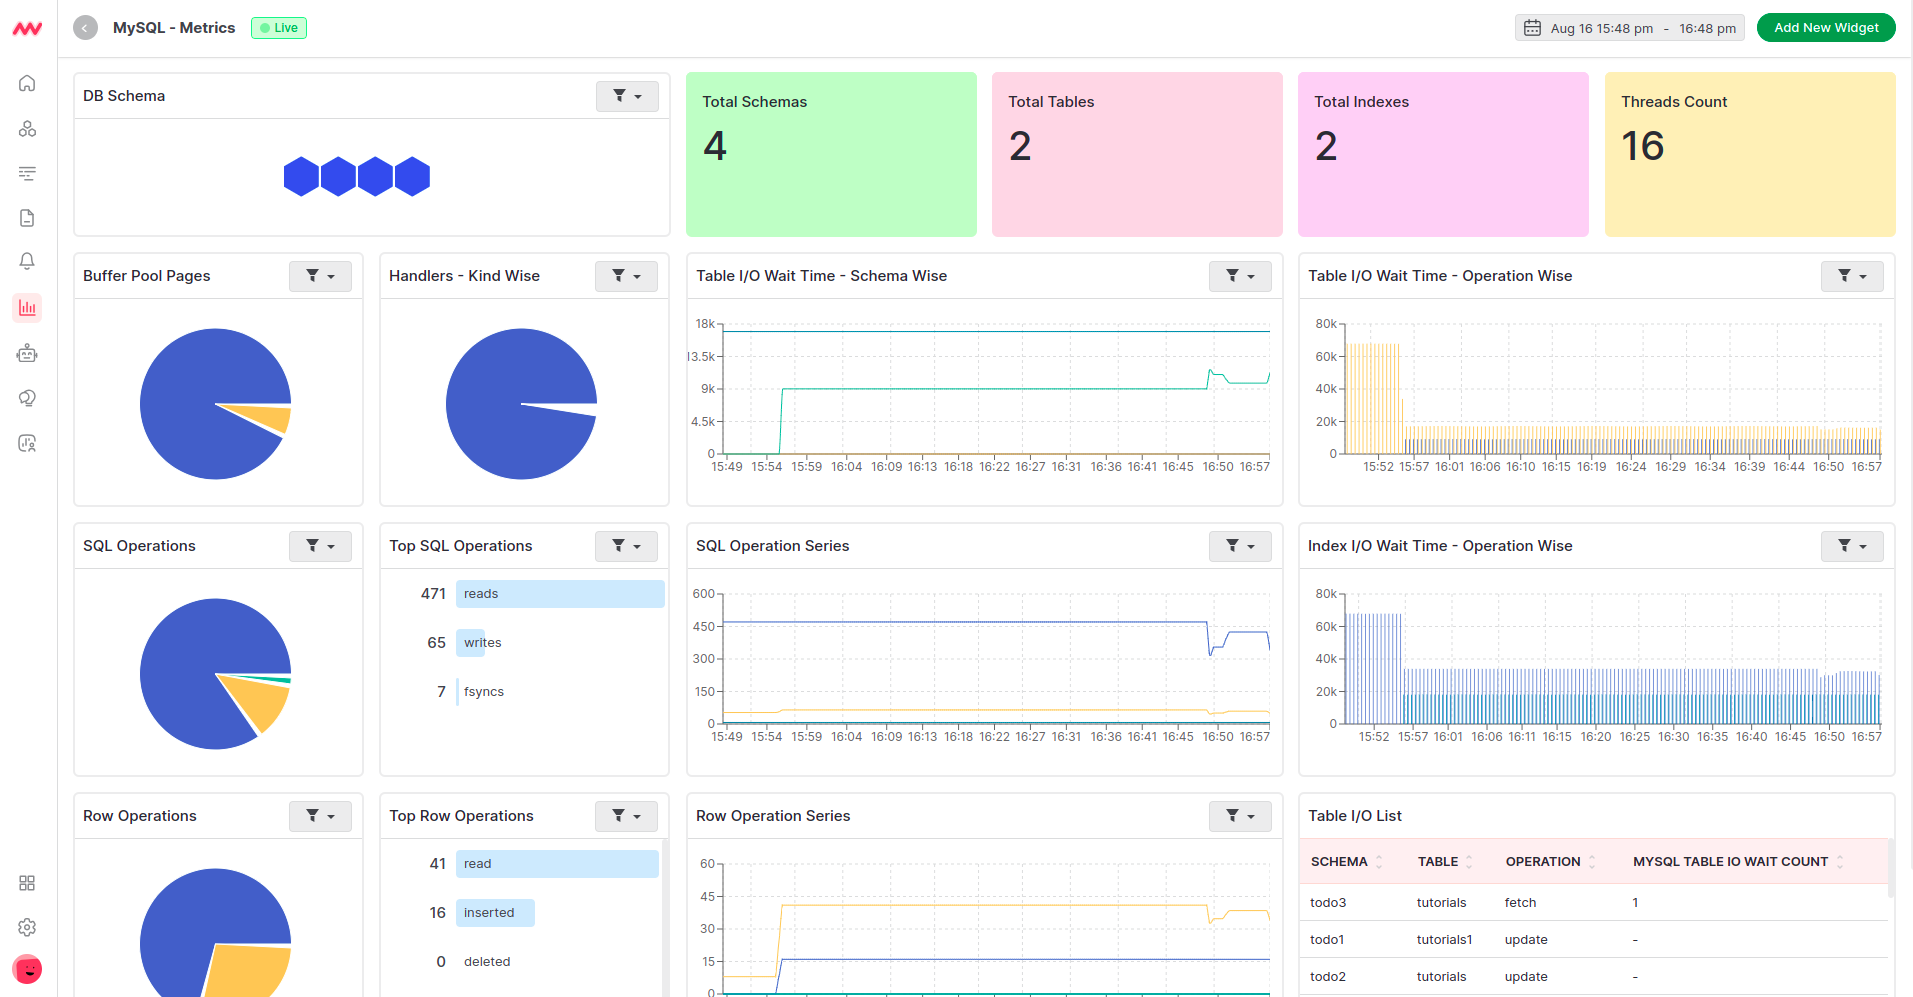 MySQL - Metrics
Live
Aug 16 15:48 pm - 16:48 pm
Add New Widget
DB Schema
Total Schemas
4
Total Tables
2
Total Indexes
2
Threads Count
16
Buffer Pool Pages
Handlers - Kind Wise
Table I/O Wait Time - Schema Wise
18k
13.5k
9k
4.5k
0
15:49 15:54 15:59 16:04 16:09 16:13 16:18 16:22 16:27 16:31 16:36 16:41 16:45 16:50 16:57
Table I/O Wait Time - Operation Wise
80k
60k
40k
20k
0
15:52 15:57 16:01 16:06 16:10 16:15 16:19 16:24 16:29 16:34 16:39 16:44 16:50 16:57
SQL Operations
Top SQL Operations
471 reads
65 writes
7 fsyncs
SQL Operation Series
600
450
300
150
0
15:49 15:54 15:59 16:04 16:09 16:13 16:18 16:22 16:27 16:31 16:36 16:41 16:45 16:50 16:57
Index I/O Wait Time - Operation Wise
80k
60k
40k
20k
0
15:52 15:57 16:01 16:06 16:11 16:15 16:20 16:25 16:30 16:35 16:40 16:45 16:50 16:57
Row Operations
Top Row Operations
41 read
16 inserted
0 deleted
Row Operation Series
60
45
30
15
0
Table I/O List
SCHEMA TABLE OPERATION MYSQL TABLE IO WAIT COUNT
todo3 tutorials fetch 1
todo1 tutorials1 update -
todo2 tutorials update -